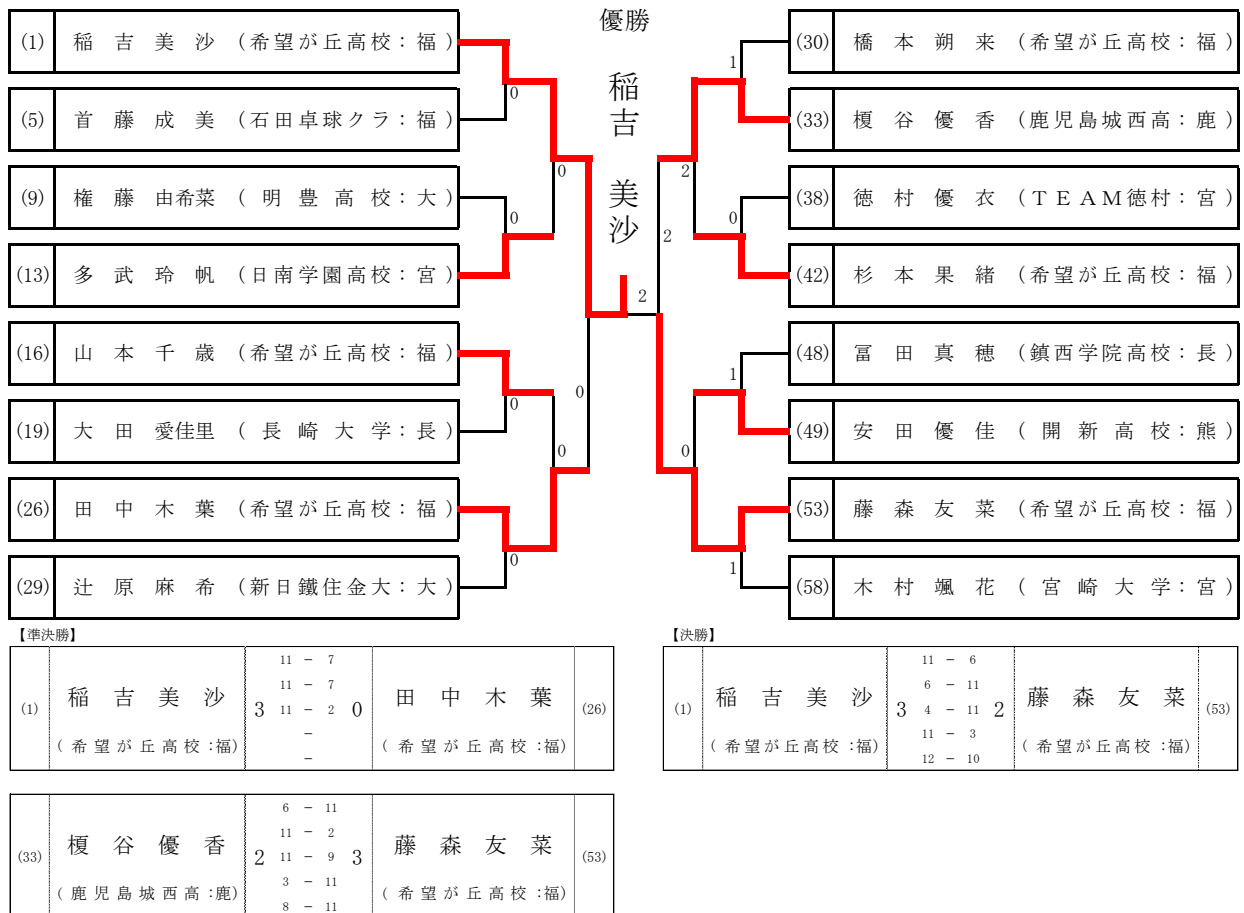 優勝
稲吉 美沙
(1) 稲吉美沙 (希望が丘高校:福)
0
(5) 首藤成美 (石田卓球クラ:福)
0
(9) 権藤由希菜 (明豊高校:大)
0
(13) 多武玲帆 (日南学園高校:宮)
0
(16) 山本千歳 (希望が丘高校:福)
0
(19) 大田愛佳里 (長崎大学:長)
0
(26) 田中木葉 (希望が丘高校:福)
0
(29) 辻原麻希 (新日鐵住金大:大)
2
(30) 橋本朔来 (希望が丘高校:福)
1
(33) 榎谷優香 (鹿児島城西高:鹿)
2
(38) 徳村優衣 (TEAM徳村:宮)
0
(42) 杉本果緒 (希望が丘高校:福)
2
(48) 冨田真穂 (鎮西学院高校:長)
1
(49) 安田優佳 (開新高校:熊)
0
(53) 藤森友菜 (希望が丘高校:福)
1
(58) 木村颯花 (宮崎大学:宮)
【準決勝】
(1) 稲吉美沙 (希望が丘高校:福)
3
11 − 7
11 − 7
11 − 2
−
−
0
田中木葉 (希望が丘高校:福) (26)
(33) 榎谷優香 (鹿児島城西高:鹿)
2
6 − 11
11 − 2
11 − 9
3 − 11
8 − 11
3
藤森友菜 (希望が丘高校:福) (53)
【決勝】
(1) 稲吉美沙 (希望が丘高校:福)
3
11 − 6
6 − 11
4 − 11
11 − 3
12 − 10
2
藤森友菜 (希望が丘高校:福) (53)